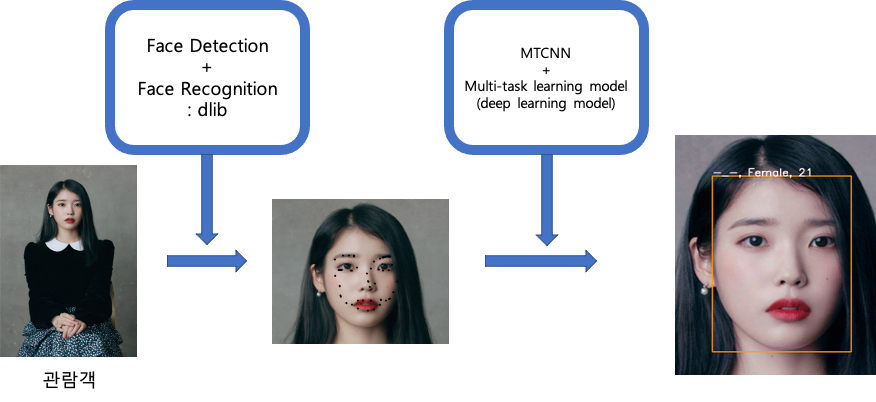 Face Detection
+
Face Recognition
: dlib
MTCNN
+
Multi-task learning model
(deep learning model)
-_-, Female, 21
관람객